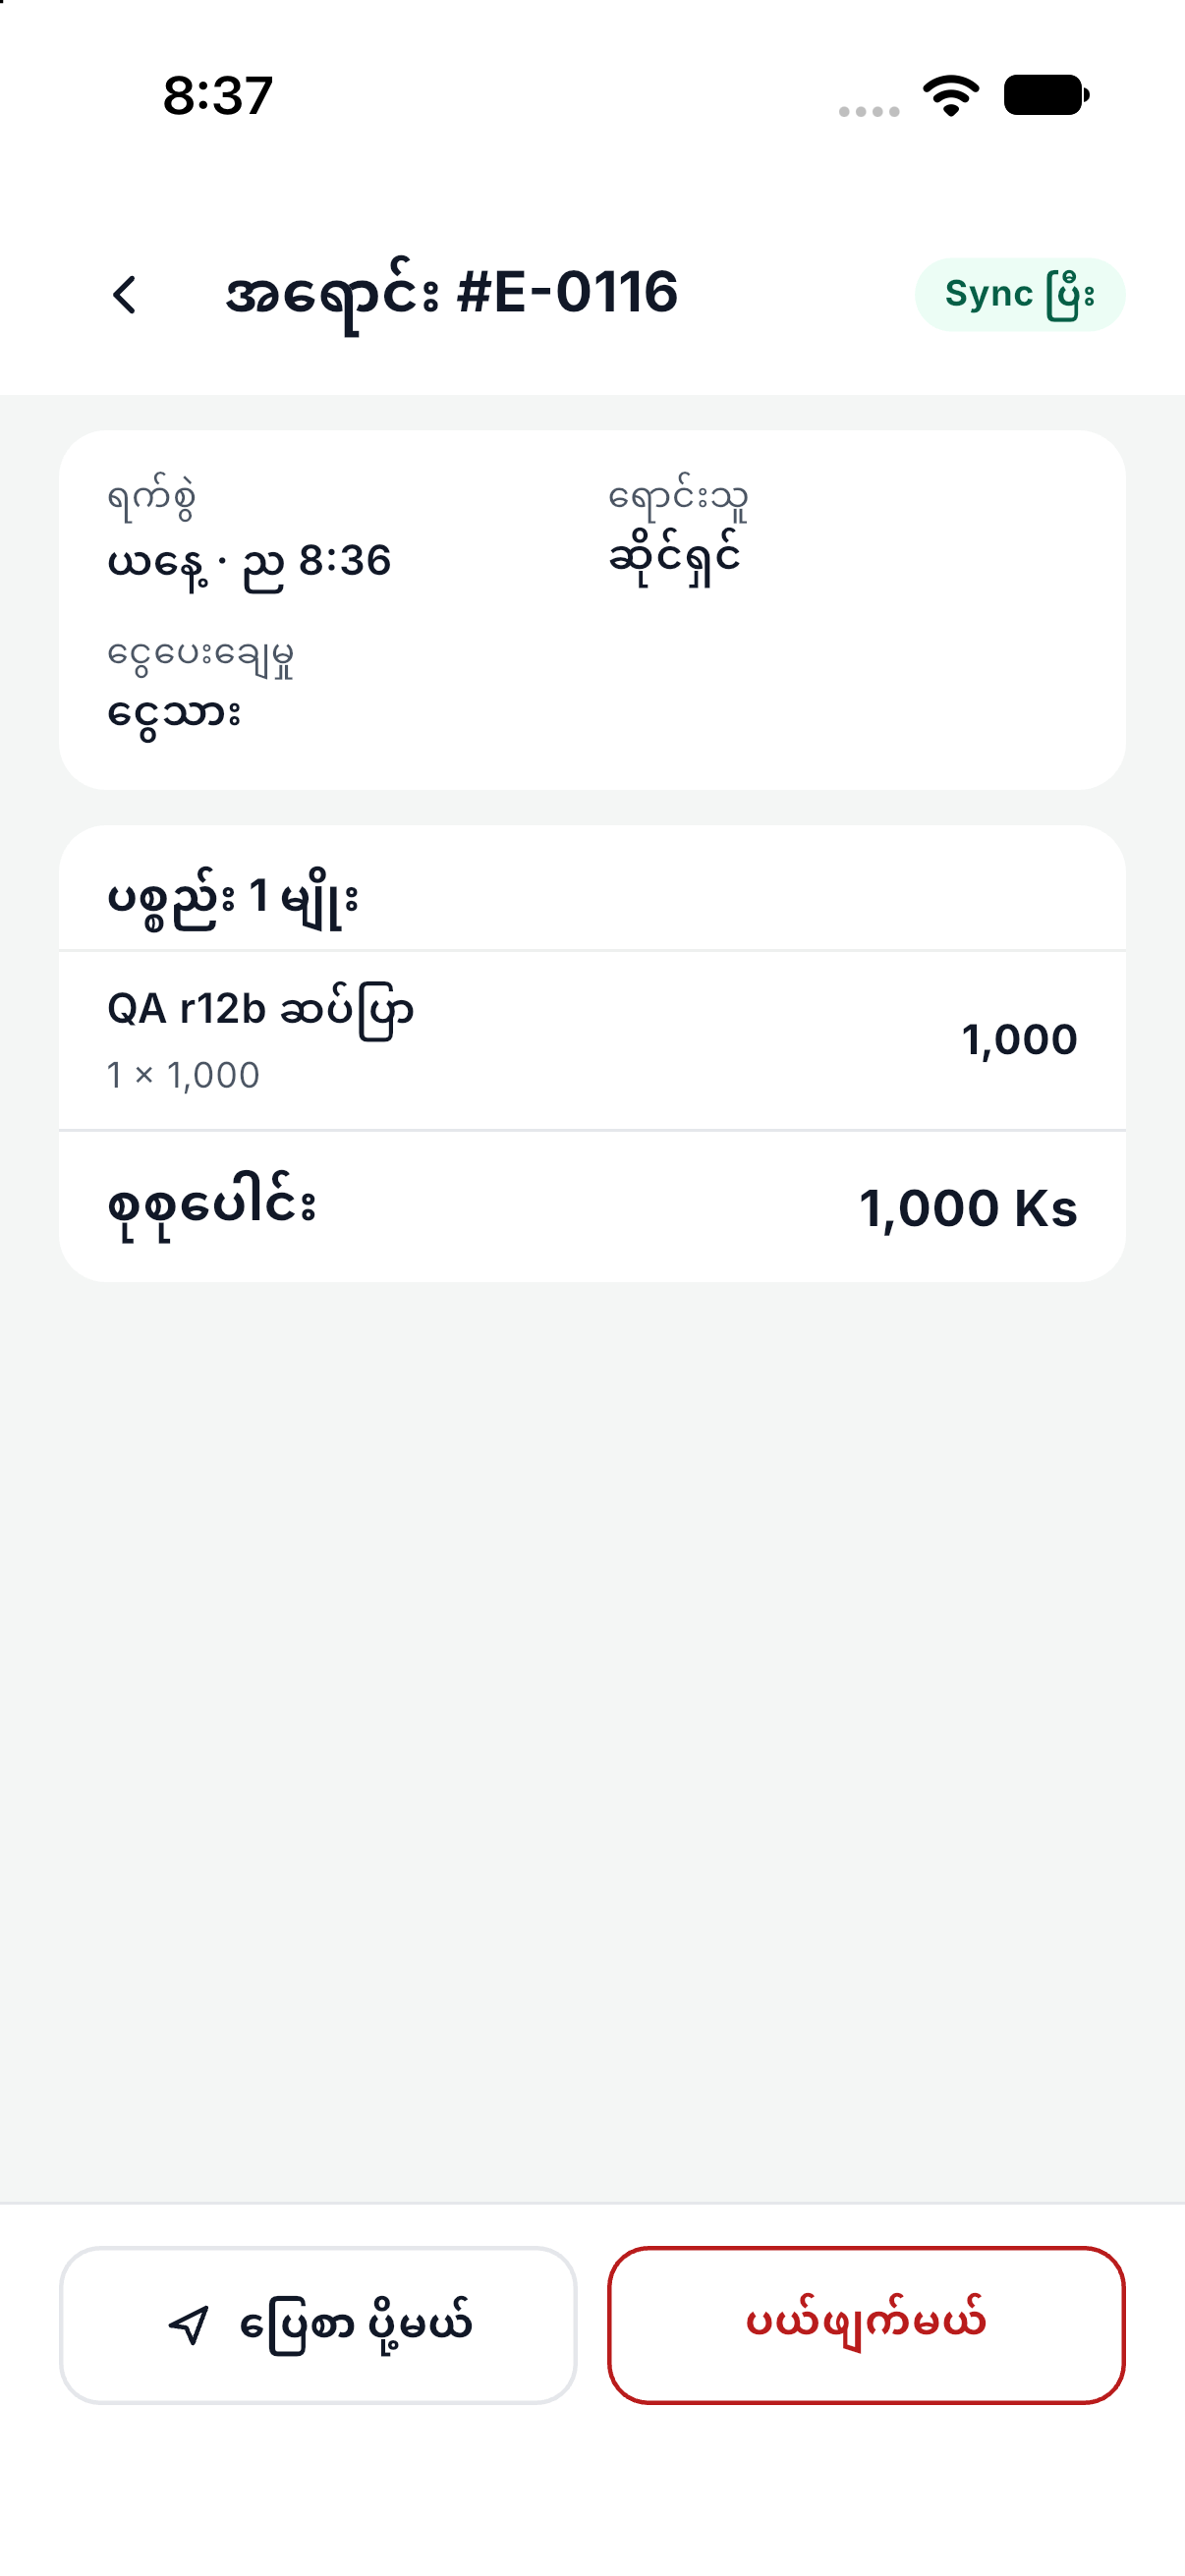 8:37
အရောင်း #E-0116
Sync ပြီး
ရက်စွဲ
ယနေ့ · ည 8:36
ရောင်းသူ
ဆိုင်ရှင်
ငွေပေးချေမှု
ငွေသား
ပစ္စည်း 1 မျိုး
QA r12b ဆပ်ပြာ
1 × 1,000
1,000
စုစုပေါင်း
1,000 Ks
ပြေစာ ပို့မယ်
ပယ်ဖျက်မယ်